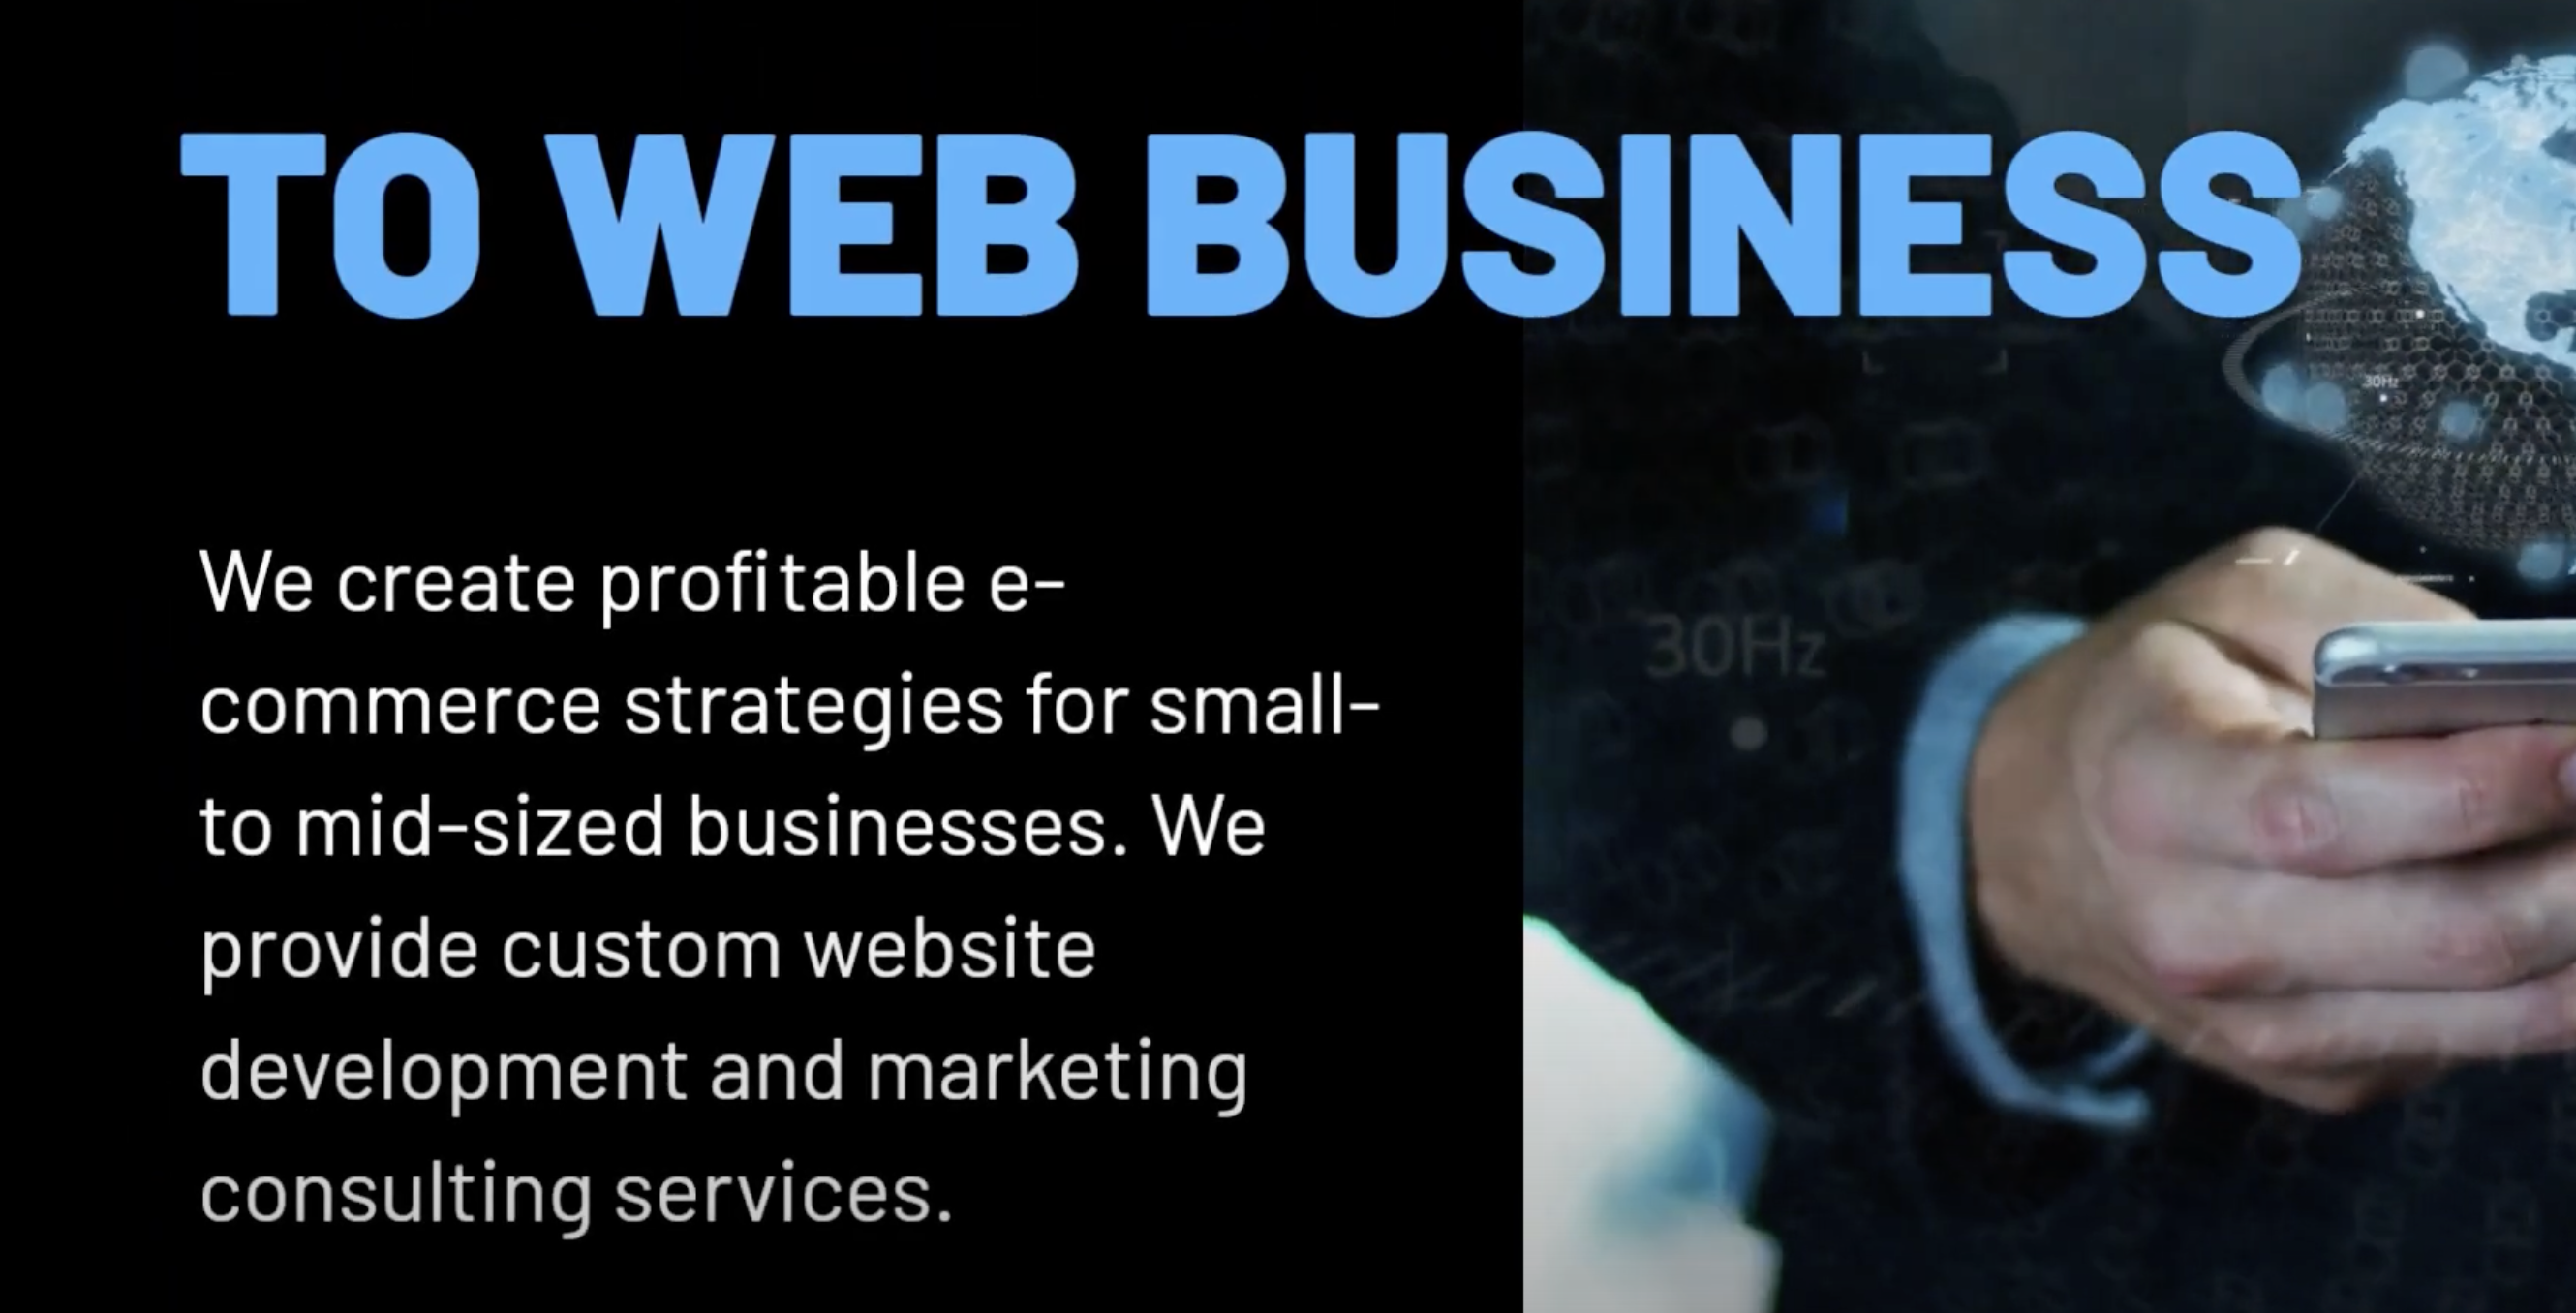 TO WEB BUSINESS
We create profitable e-
commerce strategies for small-
to mid-sized businesses. We
provide custom website
development and marketing
consulting services.
30Hz
30Hz